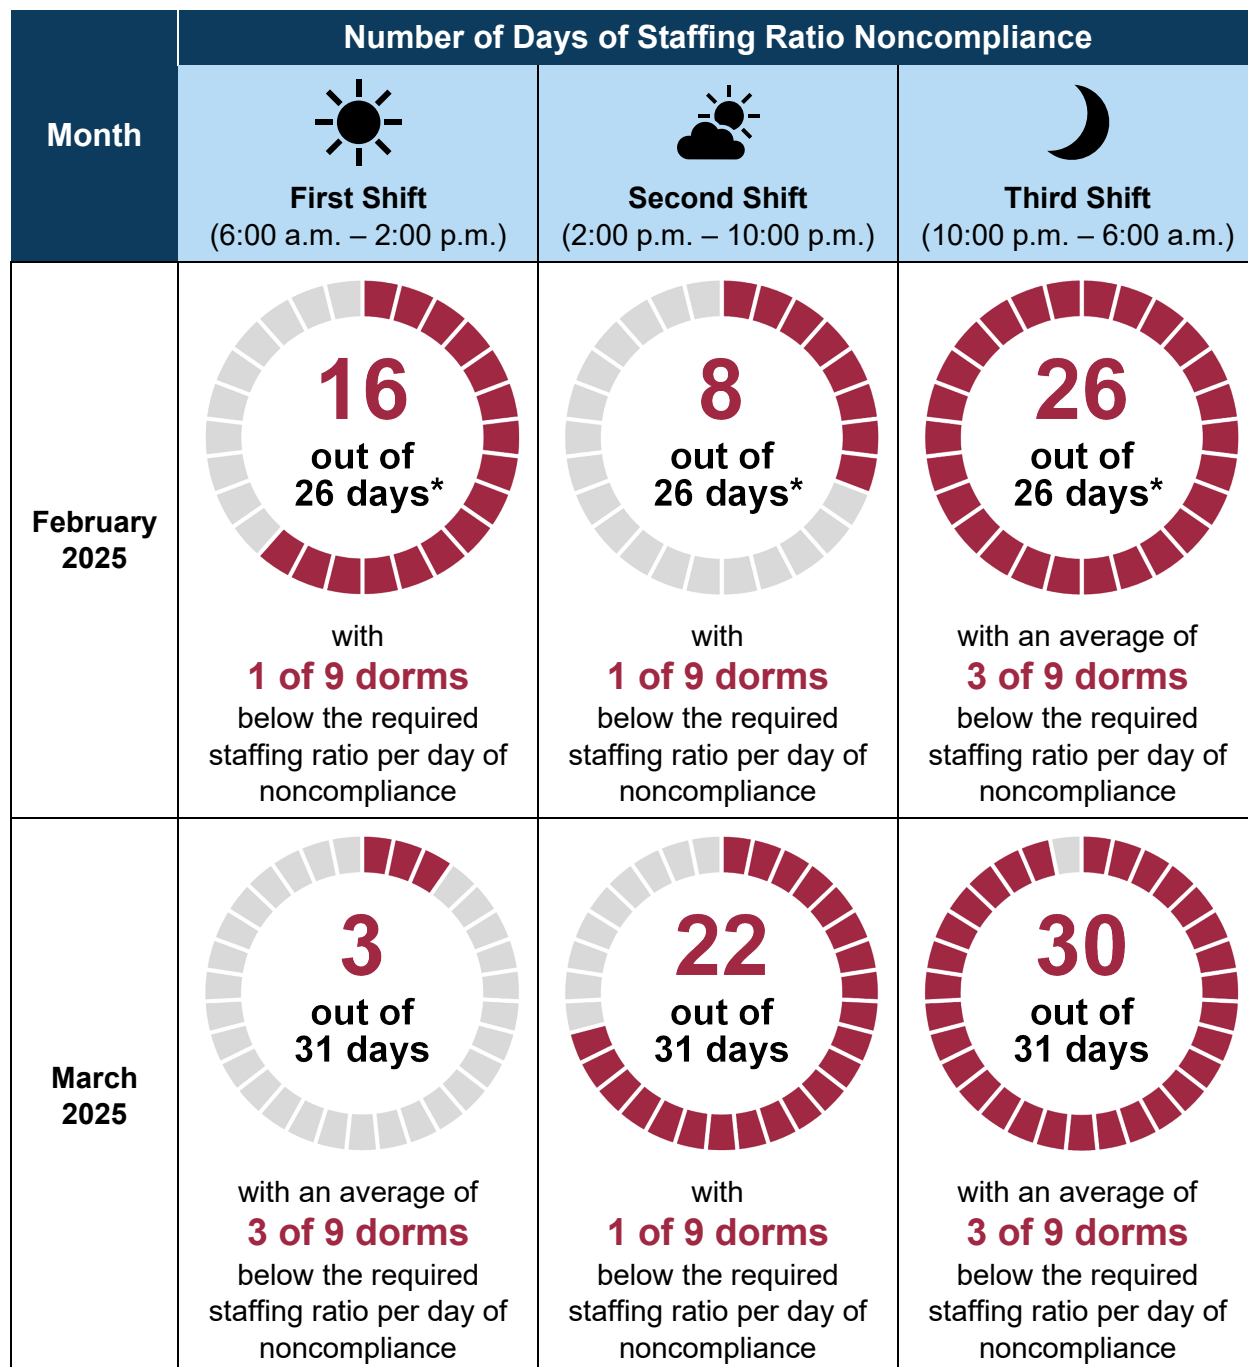 Number of Days of Staffing Ratio Noncompliance
Month
First Shift
(6:00 a.m. – 2:00 p.m.)
Second Shift
(2:00 p.m. – 10:00 p.m.)
Third Shift
(10:00 p.m. – 6:00 a.m.)
February
2025
16
out of
26 days*
with
1 of 9 dorms
below the required
staffing ratio per day of
noncompliance
8
out of
26 days*
with
1 of 9 dorms
below the required
staffing ratio per day of
noncompliance
26
out of
26 days*
with an average of
3 of 9 dorms
below the required
staffing ratio per day of
noncompliance
March
2025
3
out of
31 days
with an average of
3 of 9 dorms
below the required
staffing ratio per day of
noncompliance
22
out of
31 days
with
1 of 9 dorms
below the required
staffing ratio per day of
noncompliance
30
out of
31 days
with an average of
3 of 9 dorms
below the required
staffing ratio per day of
noncompliance